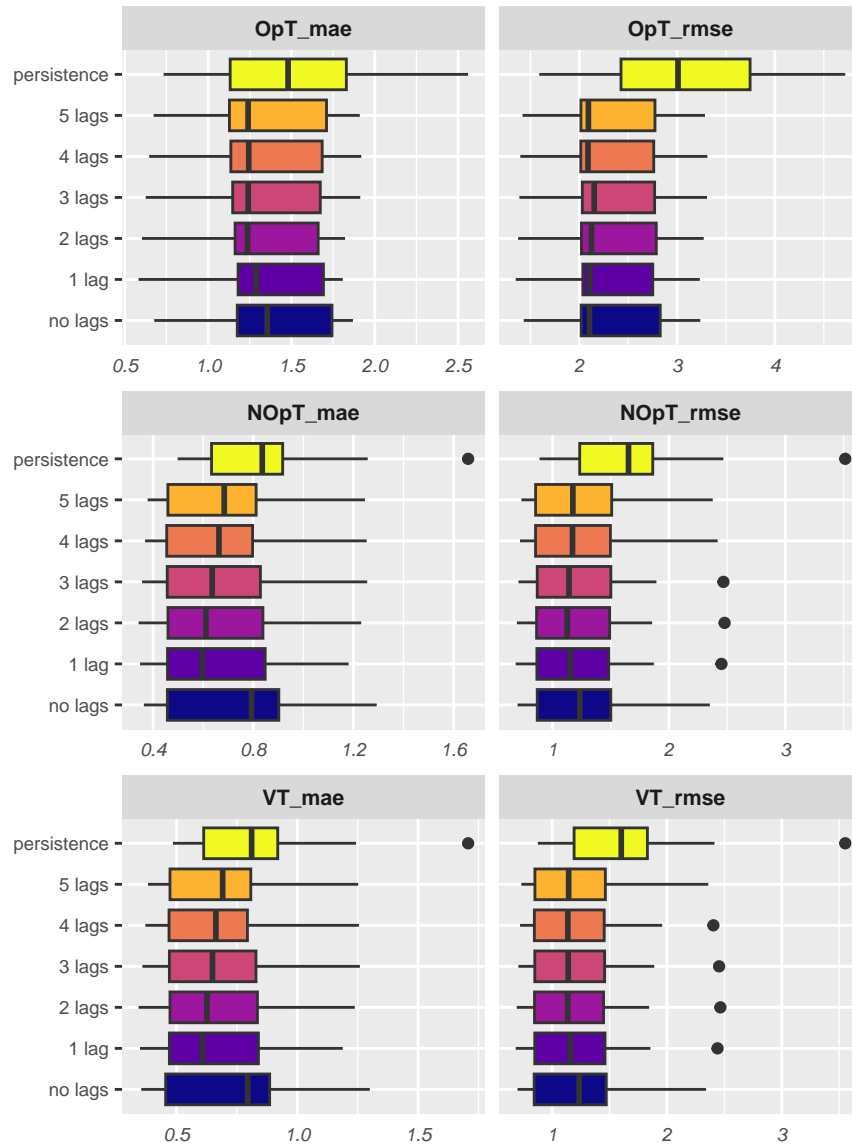 OpT_mae OpT_rmse
persistence
5 lags
4 lags
3 lags
2 lags
1 lag
no lags
0.5 1.0 1.5 2.0 2.5 2 3 4
NOpT_mae NOpT_rmse
persistence
5 lags
4 lags
3 lags
2 lags
1 lag
no lags
0.4 0.8 1.2 1.6 1 2 3
VT_mae VT_rmse
persistence
5 lags
4 lags
3 lags
2 lags
1 lag
no lags
0.5 1.0 1.5 1 2 3